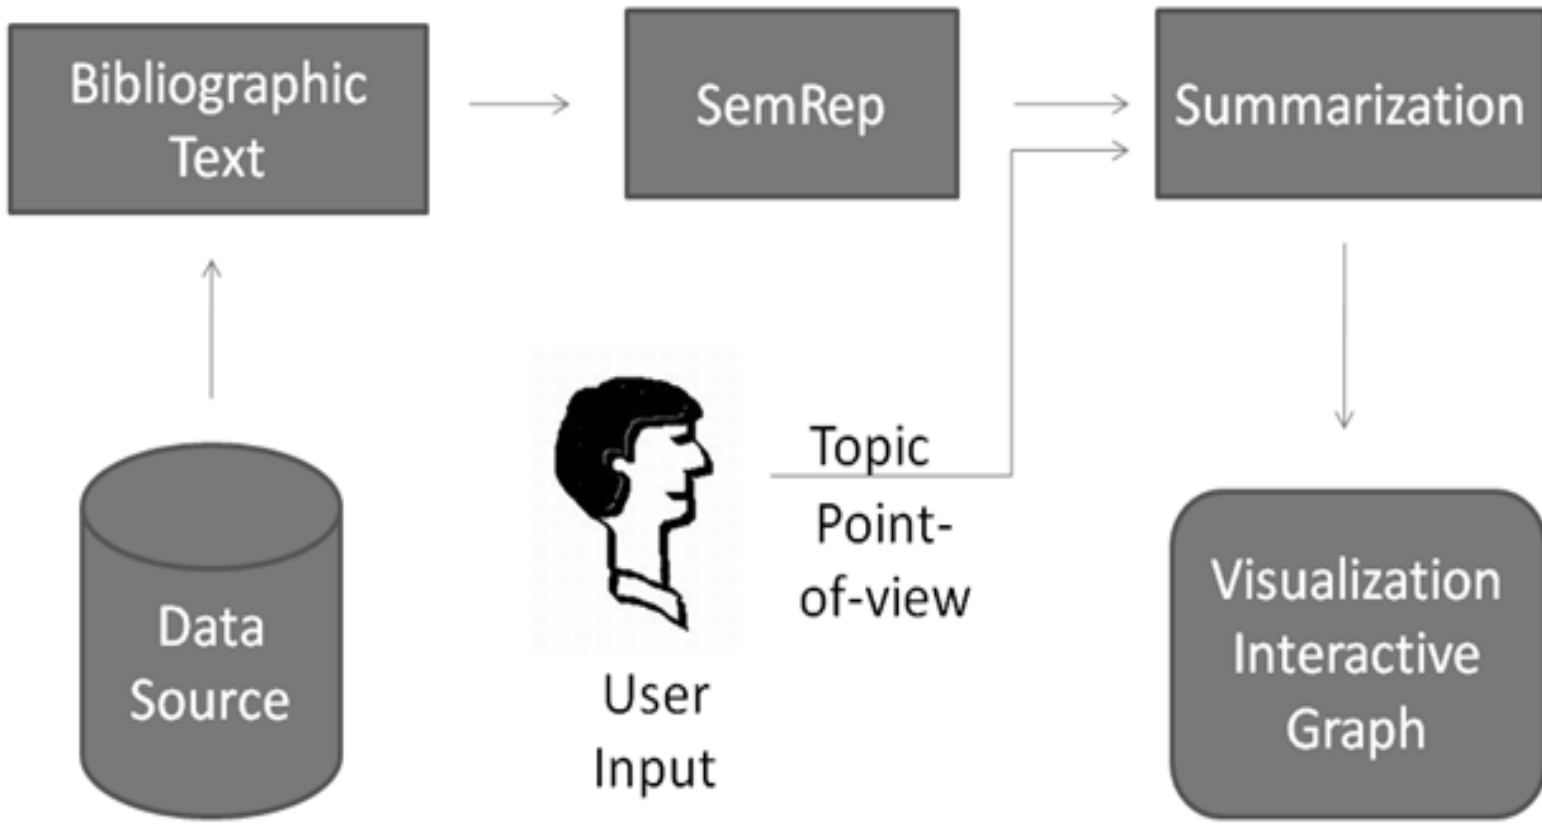 Bibliographic
Text
SemRep
Summarization
Data
Source
User
Input
Topic
Point-
of-view
Visualization
Interactive
Graph